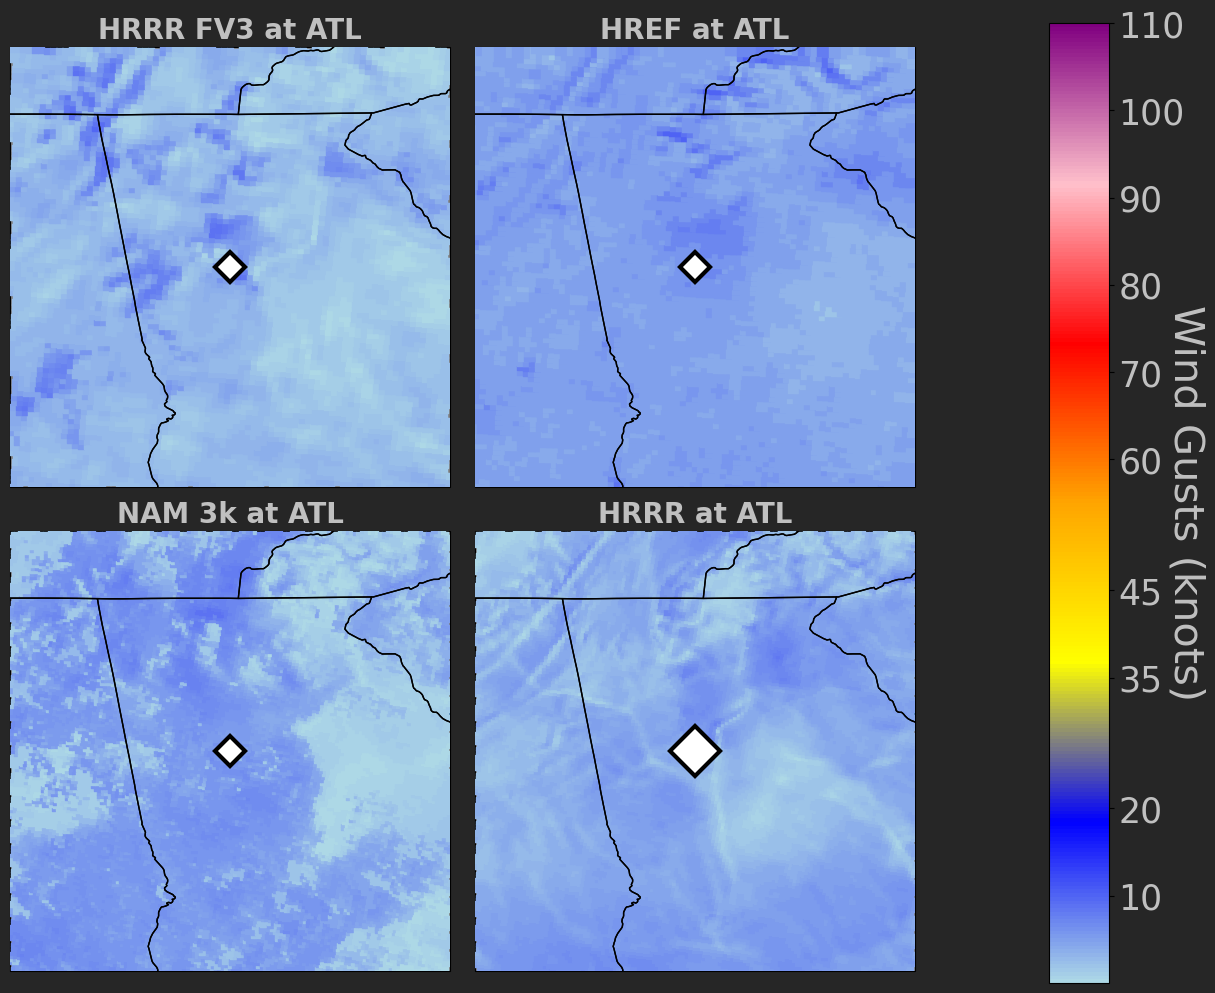 HRRR FV3 at ATL
HREF at ATL
NAM 3k at ATL
HRRR at ATL
110
100
90
80
70
60
45
35
20
10
Wind Gusts (knots)